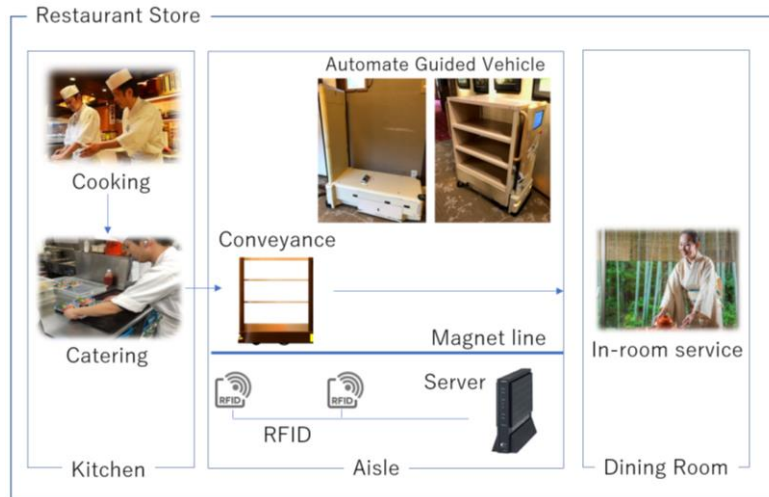 Restaurant Store
Automate Guided Vehicle
Cooking
Conveyance
Catering
Magnet line
In-room service
Server
RFID
RFID
RFID
Kitchen
Aisle
Dining Room